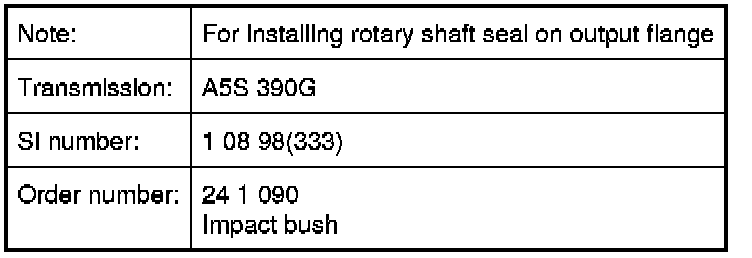 Note: For installing rotary shaft seal on output flange
Transmission: A5S 390G
SI number: 1 08 98(333)
Order number: 24 1 090
Impact bush